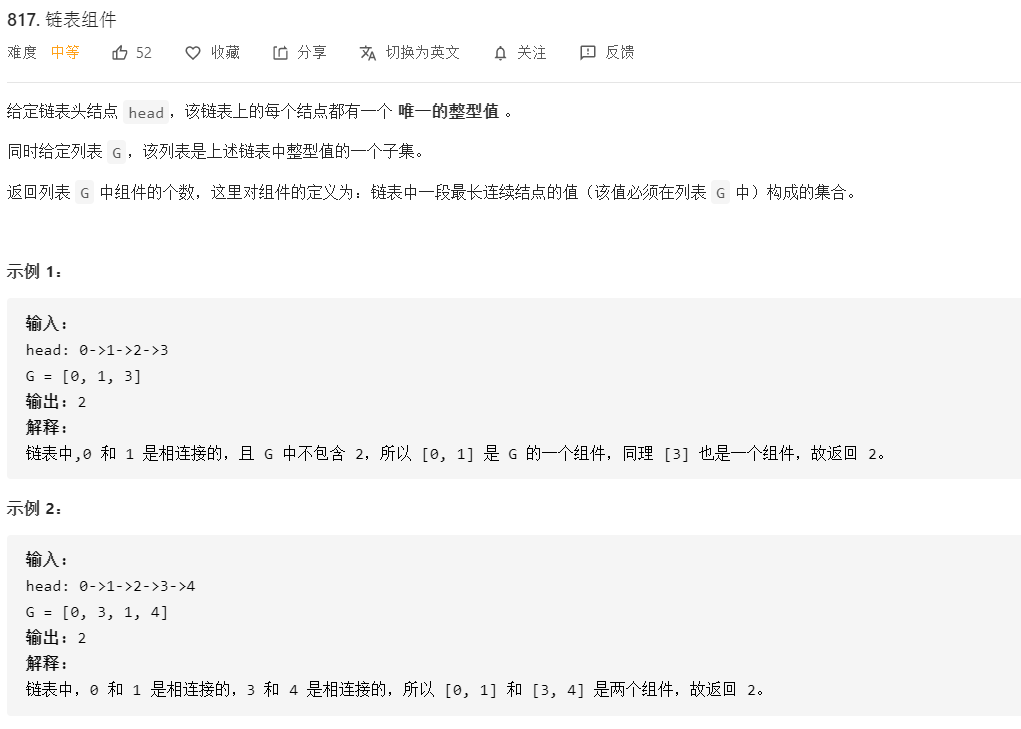 817. 链表组件
难度 中等 52 收藏 分享 切换为英文 关注 反馈
给定链表头结点 head，该链表上的每个结点都有一个 唯一的整型值 。
同时给定列表 G，该列表是上述链表中整型值的一个子集。
返回列表 G 中组件的个数，这里对组件的定义为：链表中一段最长连续结点的值（该值必须在列表 G 中）构成的集合。
示例 1：
输入：
head: 0->1->2->3
G = [0, 1, 3]
输出：2
解释：
链表中,0 和 1 是相连接的，且 G 中不包含 2，所以 [0, 1] 是 G 的一个组件，同理 [3] 也是一个组件，故返回 2。
示例 2：
输入：
head: 0->1->2->3->4
G = [0, 3, 1, 4]
输出：2
解释：
链表中，0 和 1 是相连接的，3 和 4 是相连接的，所以 [0, 1] 和 [3, 4] 是两个组件，故返回 2。